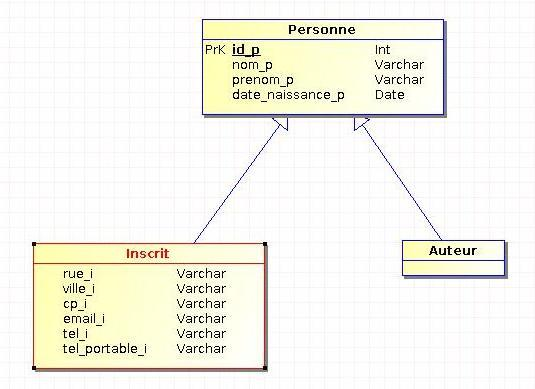 Personne
PrK id_p Int
nom_p Varchar
prenom_p Varchar
date_naissance_p Date
Inscrit
rue_i Varchar
ville_i Varchar
cp_i Varchar
email_i Varchar
tel_i Varchar
tel_portable_i Varchar
Auteur